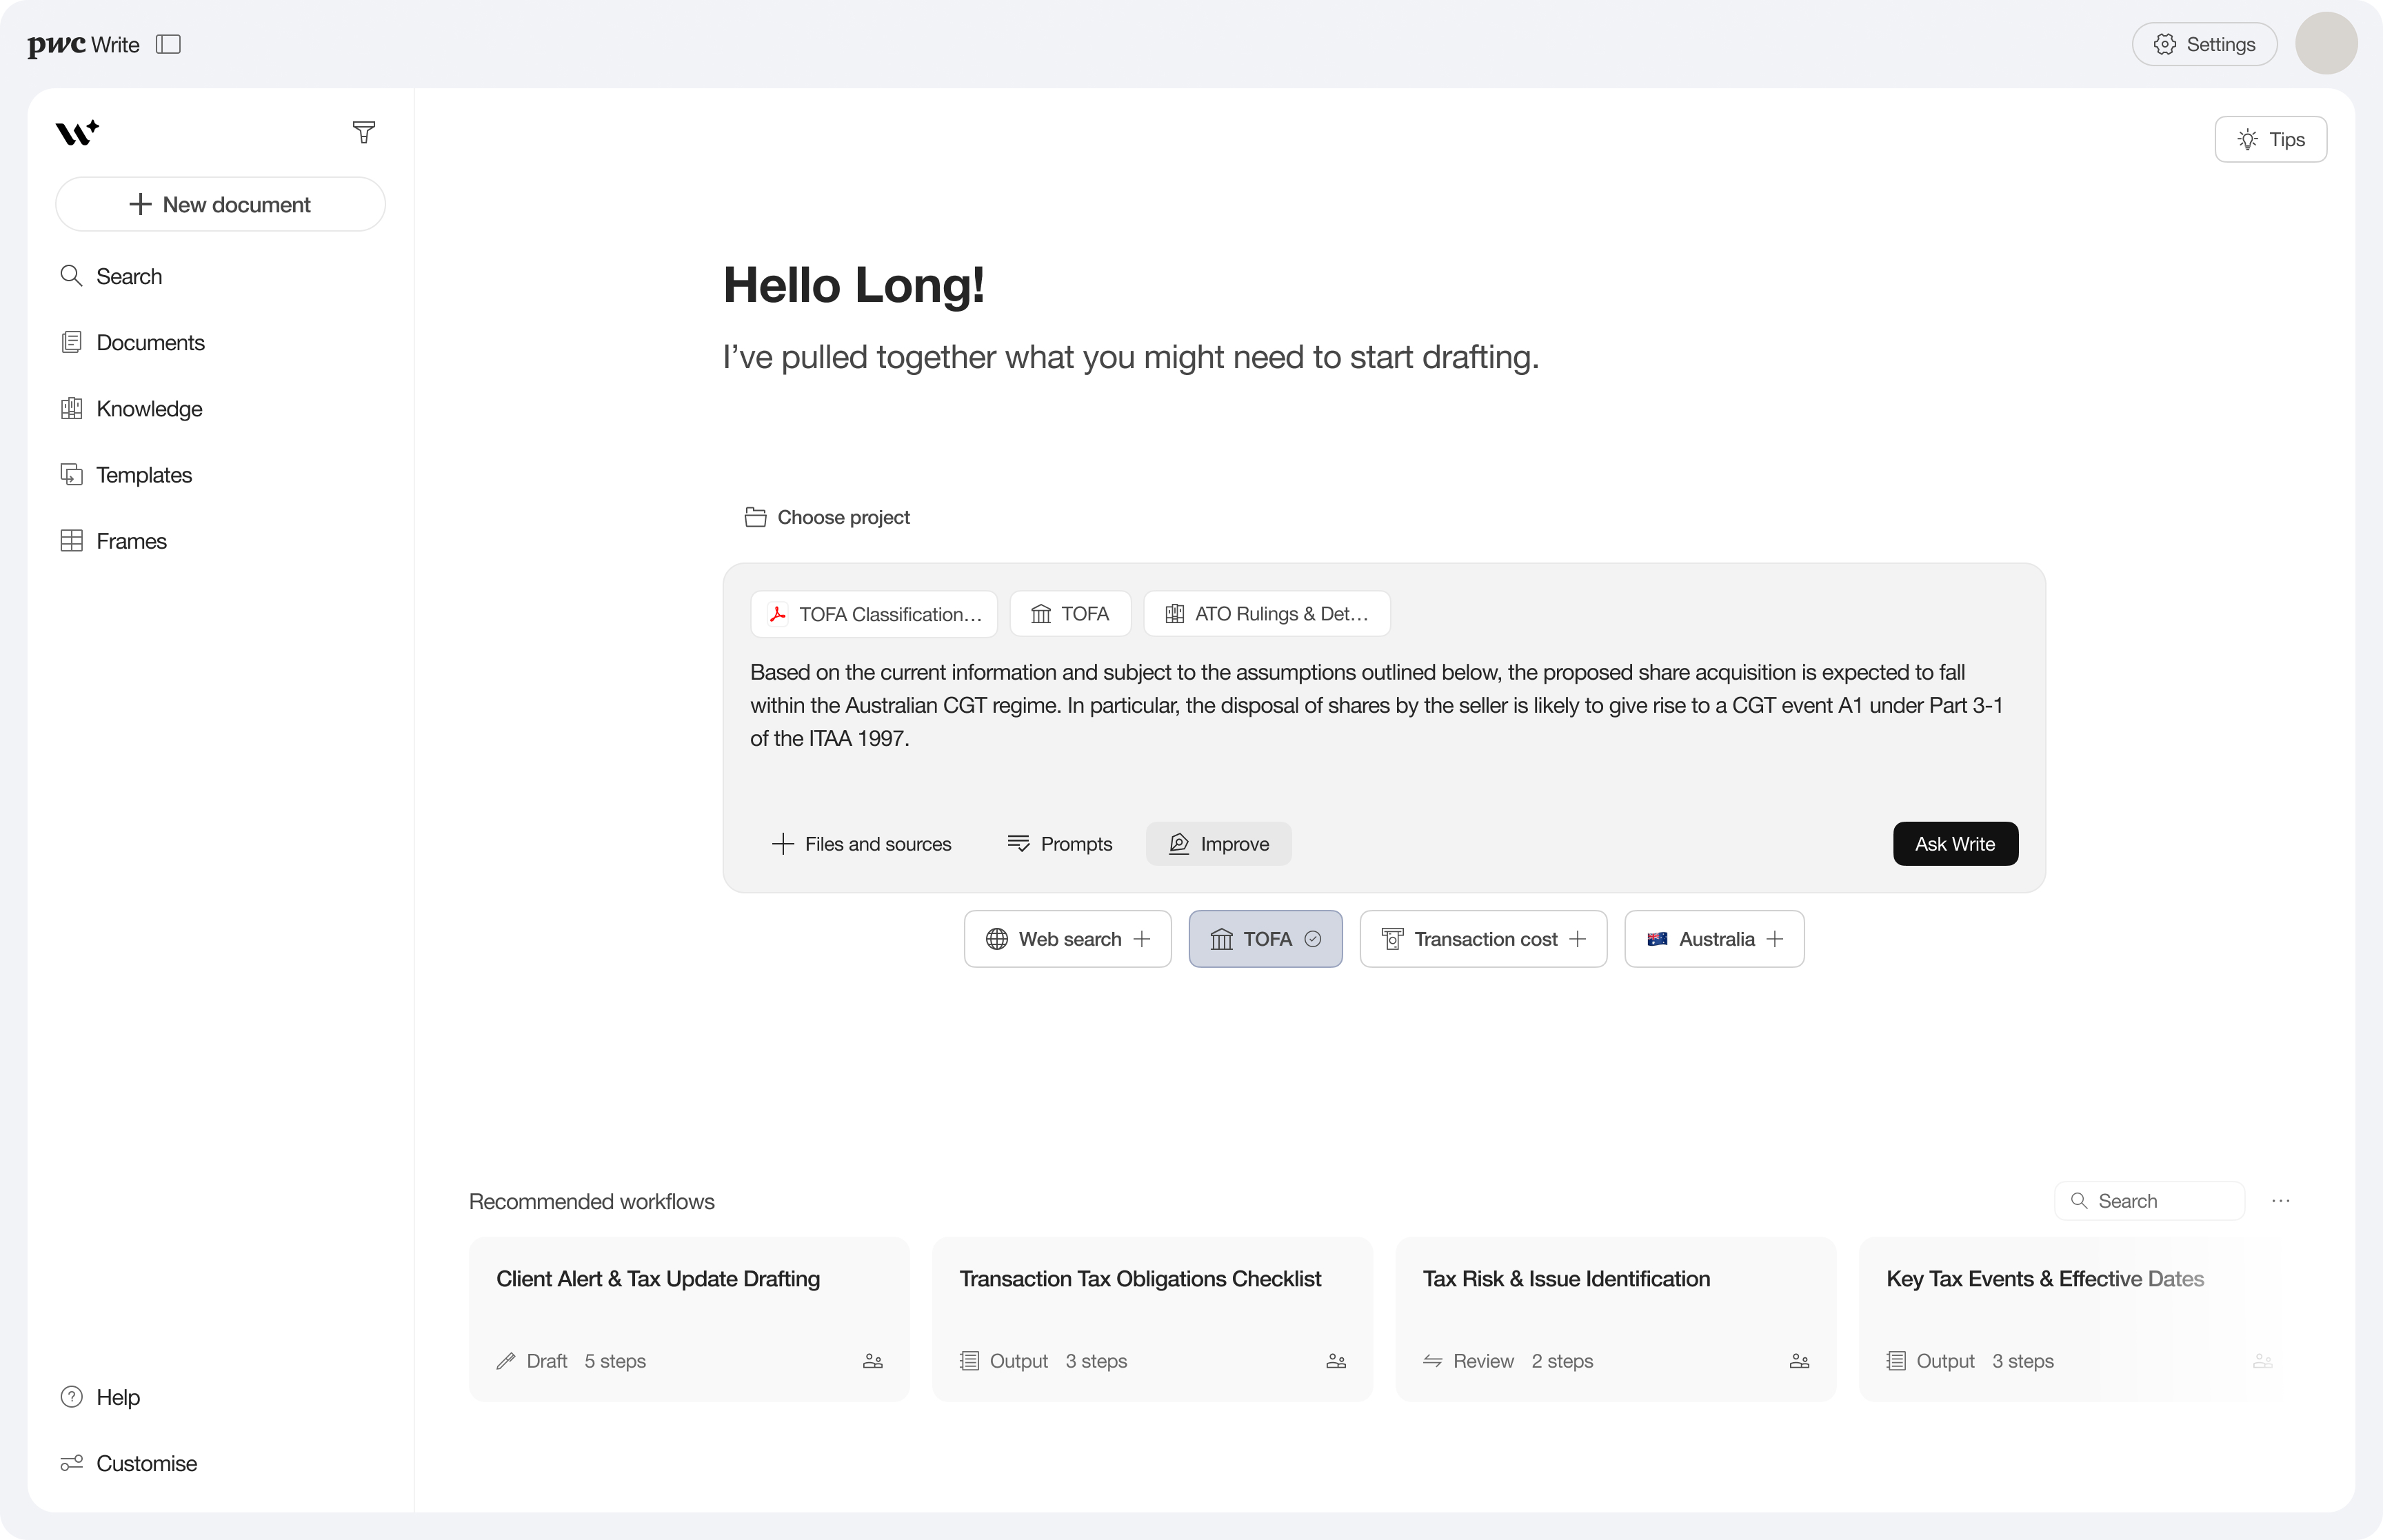 pwc Write
Settings
Tips
New document
Search
Documents
Knowledge
Templates
Frames
Help
Customise
Hello Long!
I’ve pulled together what you might need to start drafting.
Choose project
TOFA Classification...
TOFA
ATO Rulings & Det...
Based on the current information and subject to the assumptions outlined below, the proposed share acquisition is expected to fall
within the Australian CGT regime. In particular, the disposal of shares by the seller is likely to give rise to a CGT event A1 under Part 3-1
of the ITAA 1997.
Files and sources
Prompts
Improve
Ask Write
Web search
TOFA
Transaction cost
Australia
Recommended workflows
Search
Client Alert & Tax Update Drafting
Draft 5 steps
Transaction Tax Obligations Checklist
Output 3 steps
Tax Risk & Issue Identification
Review 2 steps
Key Tax Events & Effective Dates
Output 3 steps